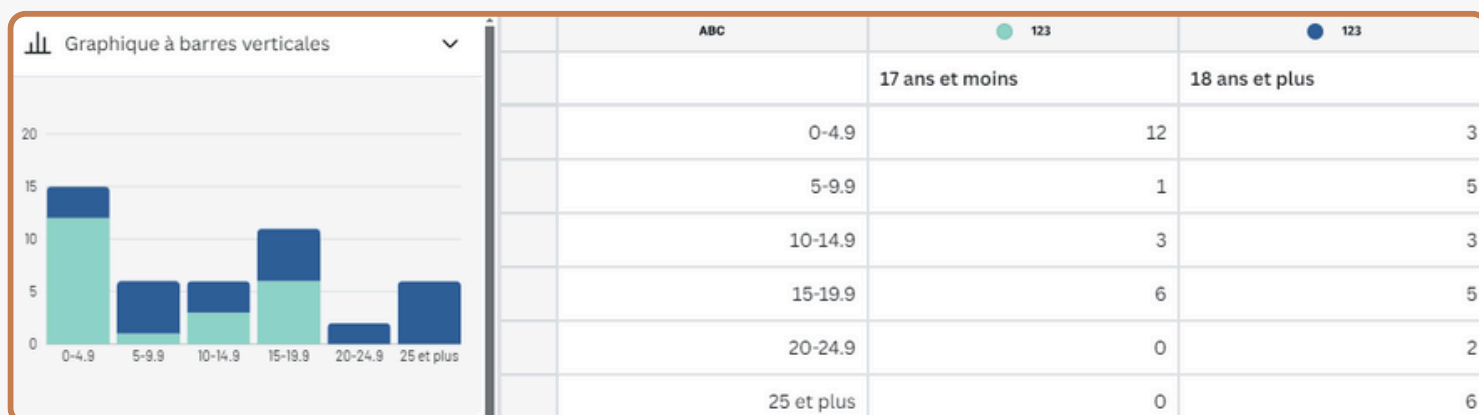 Graphique à barres verticales
20
15
10
5
0
0-4.9 5-9.9 10-14.9 15-19.9 20-24.9 25 et plus
ABC 123 123
17 ans et moins 18 ans et plus
0-4.9 12 3
5-9.9 1 5
10-14.9 3 3
15-19.9 6 5
20-24.9 0 2
25 et plus 0 6